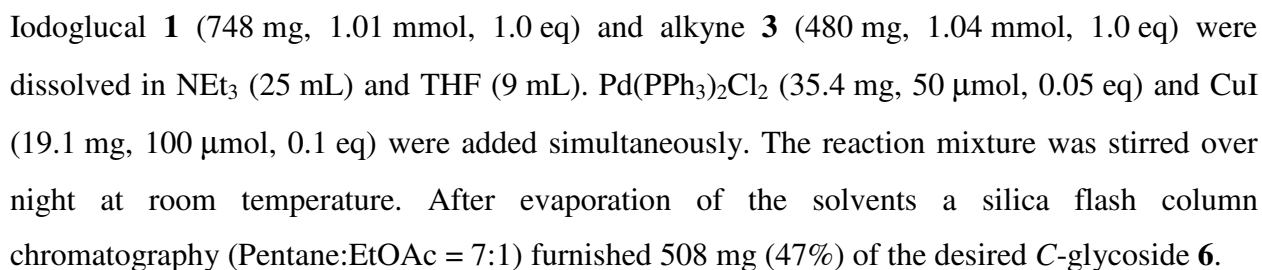 Iodoglucal 1 (748 mg, 1.01 mmol, 1.0 eq) and alkyne 3 (480 mg, 1.04 mmol, 1.0 eq) were
dissolved in NEt₃ (25 mL) and THF (9 mL). Pd(PPh₃)₂Cl₂ (35.4 mg, 50 μmol, 0.05 eq) and CuI
(19.1 mg, 100 μmol, 0.1 eq) were added simultaneously. The reaction mixture was stirred over
night at room temperature. After evaporation of the solvents a silica flash column
chromatography (Pentane:EtOAc = 7:1) furnished 508 mg (47%) of the desired C-glycoside 6.